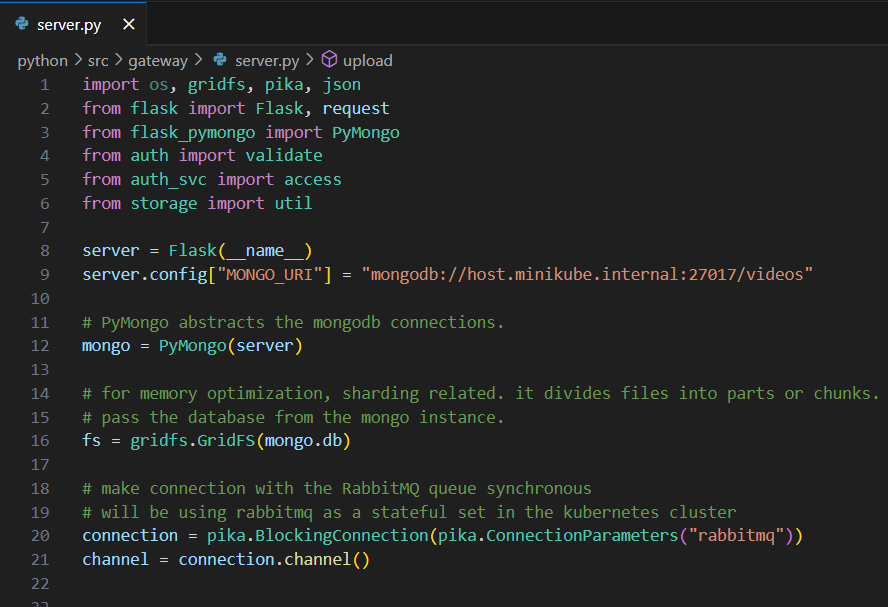 server.py
python > src > gateway > server.py > upload
1 import os, gridfs, pika, json
2 from flask import Flask, request
3 from flask_pymongo import PyMongo
4 from auth import validate
5 from auth_svc import access
6 from storage import util
7
8 server = Flask(__name__)
9 server.config["MONGO_URI"] = "mongodb://host.minikube.internal:27017/videos"
10
11 # PyMongo abstracts the mongodb connections.
12 mongo = PyMongo(server)
13
14 # for memory optimization, sharding related. it divides files into parts or chunks.
15 # pass the database from the mongo instance.
16 fs = gridfs.GridFS(mongo.db)
17
18 # make connection with the RabbitMQ queue synchronous
19 # will be using rabbitmq as a stateful set in the kubernetes cluster
20 connection = pika.BlockingConnection(pika.ConnectionParameters("rabbitmq"))
21 channel = connection.channel()
22
23